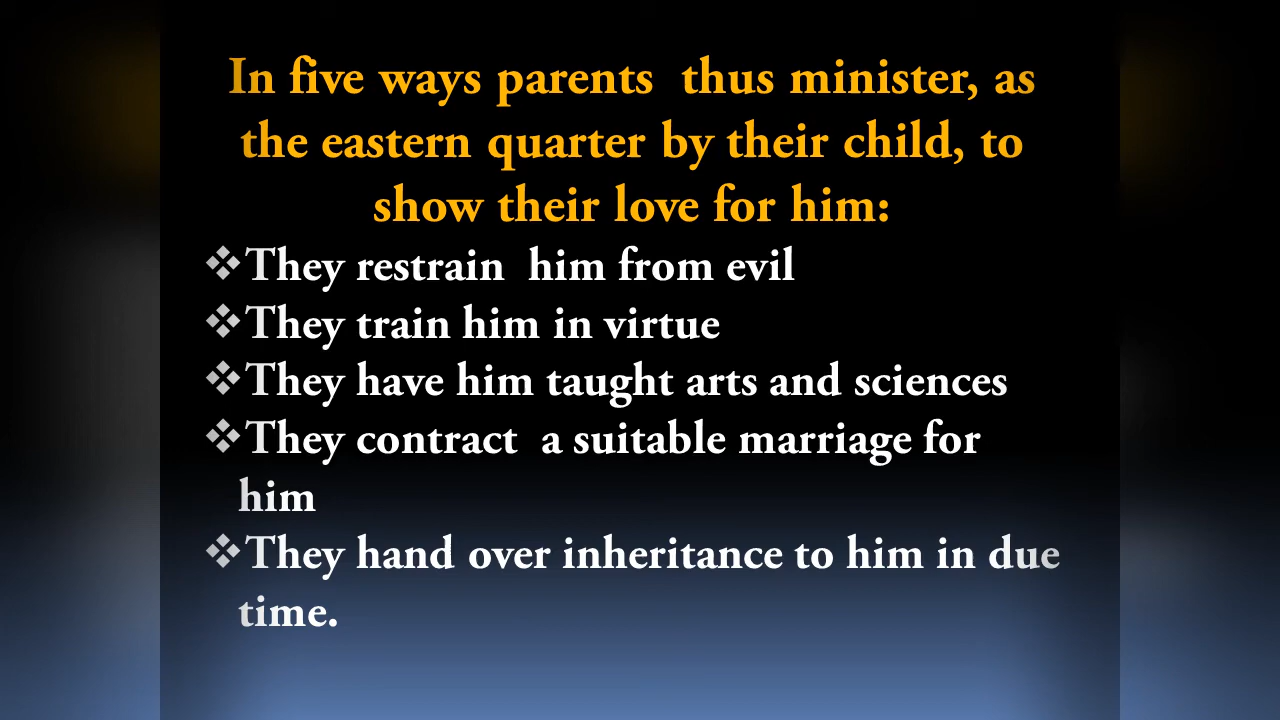 In five ways parents  thus minister, as
the eastern quarter by their child, to
show their love for him:
❖They restrain  him from evil
❖They train him in virtue
❖They have him taught arts and sciences
❖They contract  a suitable marriage for
him
❖They hand over inheritance to him in due
time.